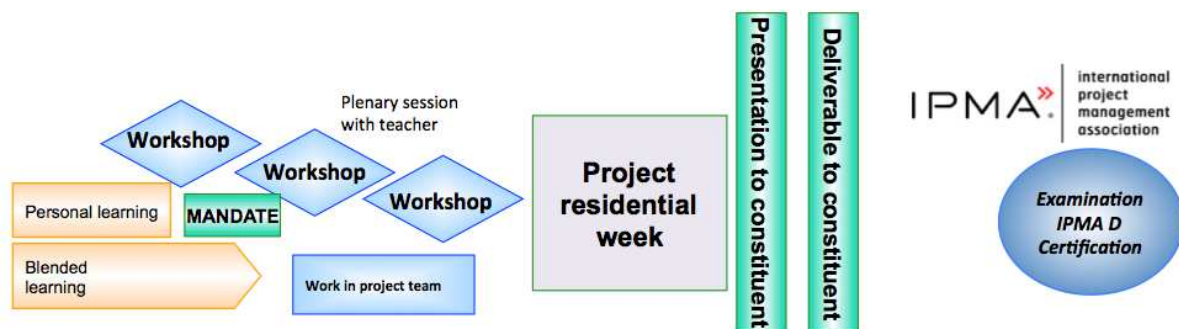 Workshop
Plenary session
with teacher
Workshop
Workshop
Personal learning
MANDATE
Blended
learning
Work in project team
Project
residential
week
Presentation to constituent
Deliverable to constituent
IPMA.
international
project
management
association
Examination
IPMA D
Certification